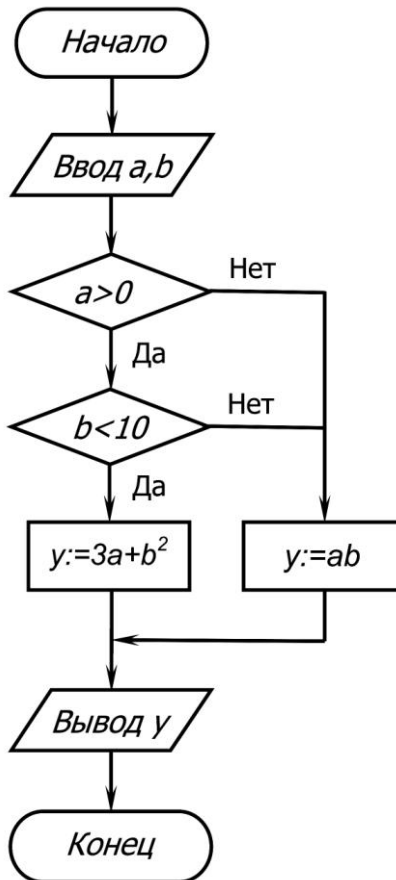 Начало
Ввод a,b
a>0
Нет
Да
b<10
Нет
Да
y:=3a+b²
y:=ab
Вывод y
Конец